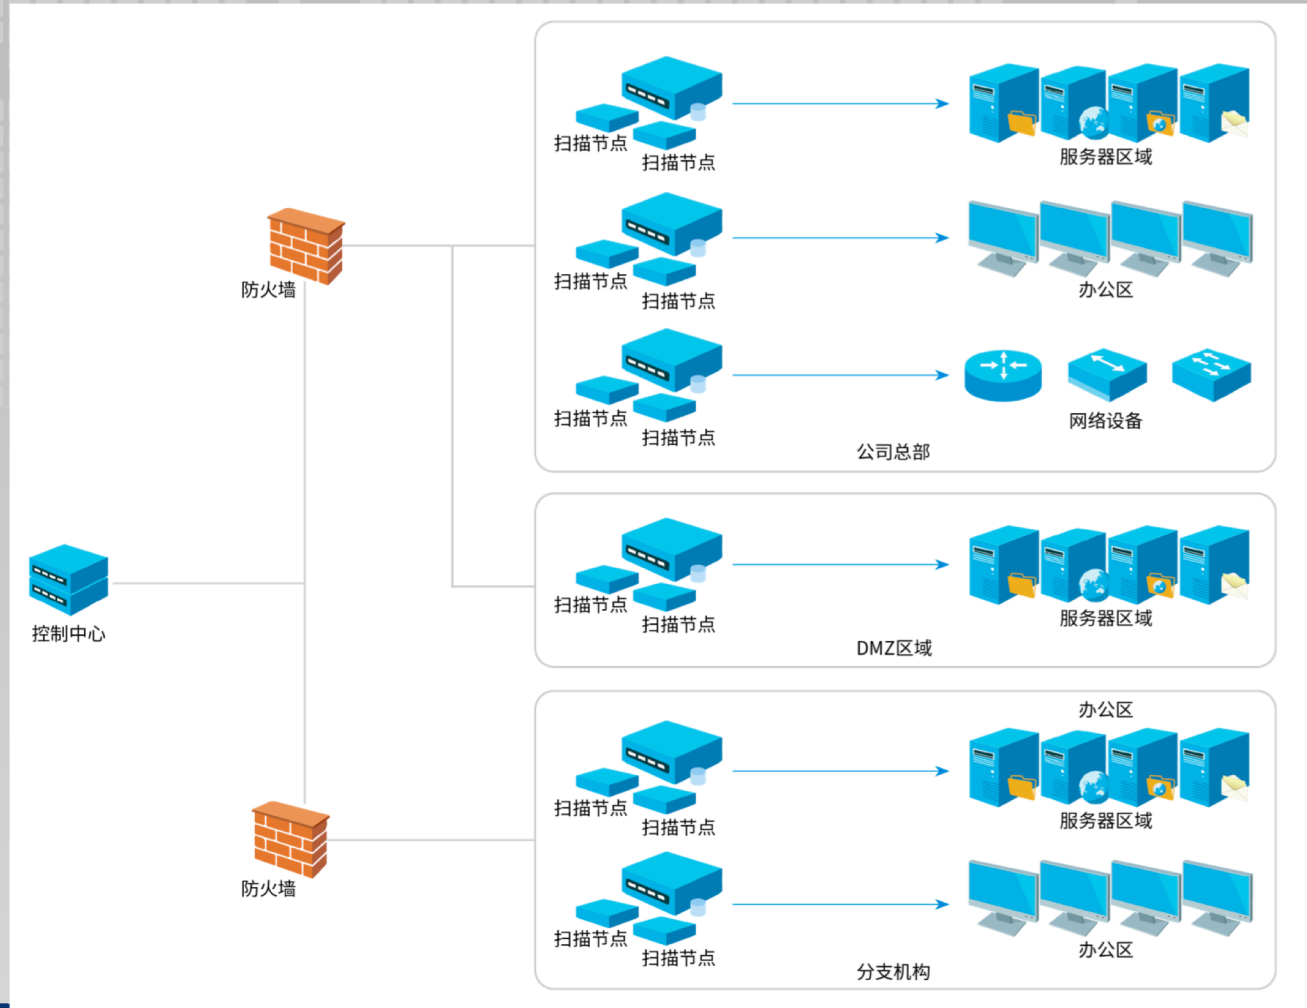 扫描节点
扫描节点
服务器区域
扫描节点
扫描节点
办公区
防火墙
扫描节点
扫描节点
网络设备
公司总部
扫描节点
扫描节点
服务器区域
DMZ区域
控制中心
办公区
扫描节点
扫描节点
服务器区域
防火墙
扫描节点
扫描节点
办公区
分支机构